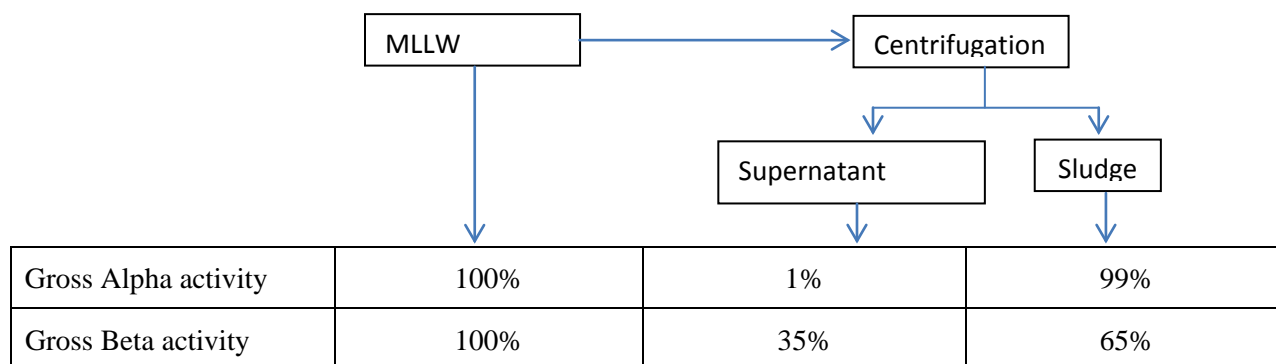 MLLW
Centrifugation
Supernatant
Sludge
Gross Alpha activity 100% 1% 99%
Gross Beta activity 100% 35% 65%